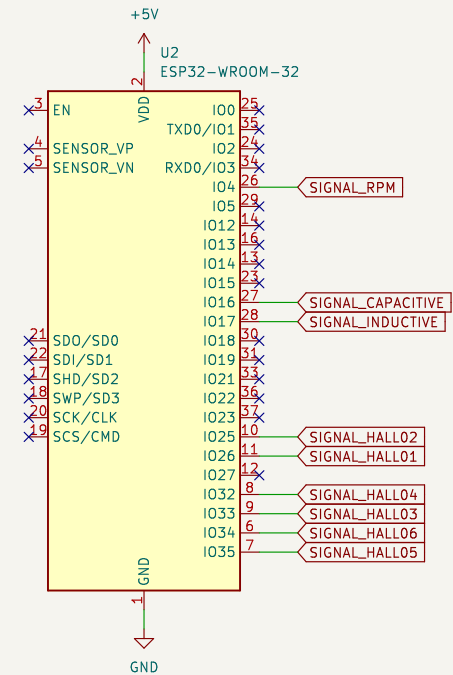 +5V
U2
ESP32-WROOM-32
2
VDD
3 EN
4 SENSOR_VP
5 SENSOR_VN
21 SDO/SD0
22 SDI/SD1
17 SHD/SD2
18 SWP/SD3
20 SCK/CLK
19 SCS/CMD
IO0 25
TXD0/IO1 35
IO2 24
RXD0/IO3 34
IO4 26 SIGNAL_RPM
IO5 29
IO12 14
IO13 16
IO14 13
IO15 23
IO16 27 SIGNAL_CAPACITIVE
IO17 28 SIGNAL_INDUCTIVE
IO18 30
IO19 31
IO21 33
IO22 36
IO23 37
IO25 10 SIGNAL_HALL02
IO26 11 SIGNAL_HALL01
IO27 12
IO32 8 SIGNAL_HALL04
IO33 9 SIGNAL_HALL03
IO34 6 SIGNAL_HALL06
IO35 7 SIGNAL_HALL05
GND
1
GND